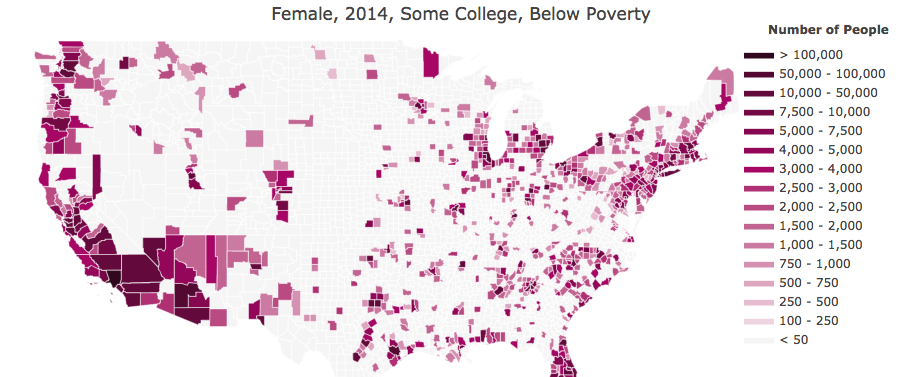 Female, 2014, Some College, Below Poverty
Number of People
> 100,000
50,000 - 100,000
10,000 - 50,000
7,500 - 10,000
5,000 - 7,500
4,000 - 5,000
3,000 - 4,000
2,500 - 3,000
2,000 - 2,500
1,500 - 2,000
1,000 - 1,500
750 - 1,000
500 - 750
250 - 500
100 - 250
< 50